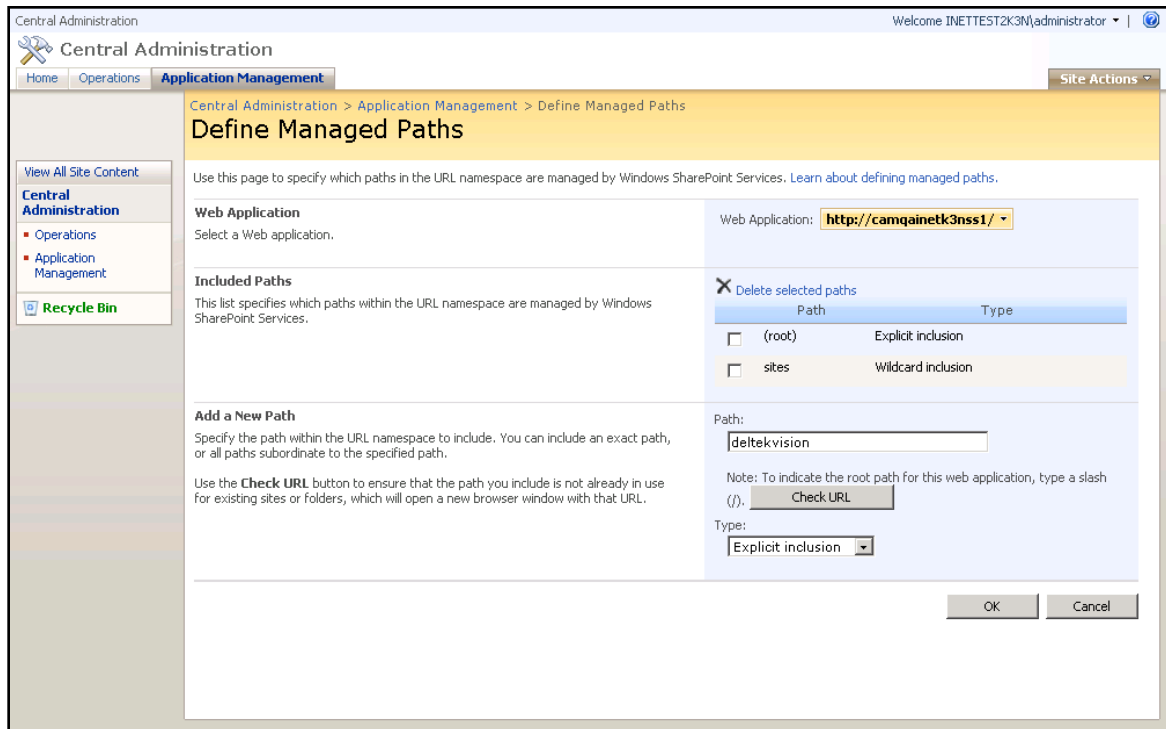 Central Administration
Welcome INETTEST2K3N\administrator
Central Administration
Home Operations Application Management
Site Actions
Central Administration > Application Management > Define Managed Paths
Define Managed Paths
View All Site Content
Central
Administration
Operations
Application
Management
Recycle Bin
Use this page to specify which paths in the URL namespace are managed by Windows SharePoint Services. Learn about defining managed paths.
Web Application
Select a Web application.
Web Application: http://camqainetk3nss1/
Included Paths
This list specifies which paths within the URL namespace are managed by Windows
SharePoint Services.
Delete selected paths
Path Type
(root) Explicit inclusion
sites Wildcard inclusion
Add a New Path
Specify the path within the URL namespace to include. You can include an exact path,
or all paths subordinate to the specified path.
Use the Check URL button to ensure that the path you include is not already in use
for existing sites or folders, which will open a new browser window with that URL.
Path:
deltekvision
Note: To indicate the root path for this web application, type a slash
(/). Check URL
Type:
Explicit inclusion
OK Cancel